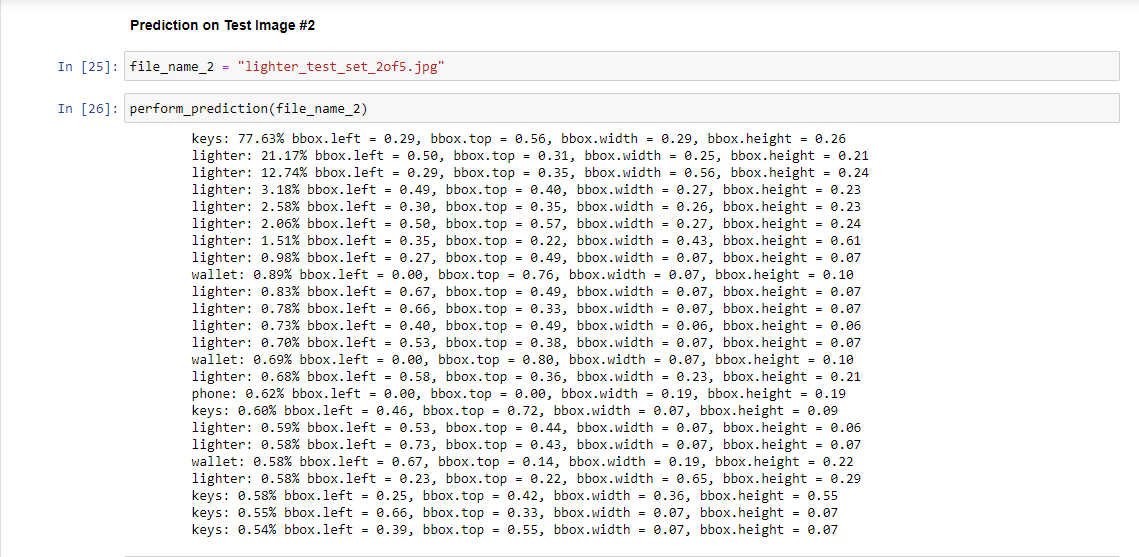 Prediction on Test Image #2
In [25]: file_name_2 = "lighter_test_set_2of5.jpg"
In [26]: perform_prediction(file_name_2)
keys: 77.63% bbox.left = 0.29, bbox.top = 0.56, bbox.width = 0.29, bbox.height = 0.26
lighter: 21.17% bbox.left = 0.50, bbox.top = 0.31, bbox.width = 0.25, bbox.height = 0.21
lighter: 12.74% bbox.left = 0.29, bbox.top = 0.35, bbox.width = 0.56, bbox.height = 0.24
lighter: 3.18% bbox.left = 0.49, bbox.top = 0.40, bbox.width = 0.27, bbox.height = 0.23
lighter: 2.58% bbox.left = 0.30, bbox.top = 0.35, bbox.width = 0.26, bbox.height = 0.23
lighter: 2.06% bbox.left = 0.50, bbox.top = 0.57, bbox.width = 0.27, bbox.height = 0.24
lighter: 1.51% bbox.left = 0.35, bbox.top = 0.22, bbox.width = 0.43, bbox.height = 0.61
lighter: 0.98% bbox.left = 0.27, bbox.top = 0.49, bbox.width = 0.07, bbox.height = 0.07
wallet: 0.89% bbox.left = 0.00, bbox.top = 0.76, bbox.width = 0.07, bbox.height = 0.10
lighter: 0.83% bbox.left = 0.67, bbox.top = 0.49, bbox.width = 0.07, bbox.height = 0.07
lighter: 0.78% bbox.left = 0.66, bbox.top = 0.33, bbox.width = 0.07, bbox.height = 0.07
lighter: 0.73% bbox.left = 0.40, bbox.top = 0.49, bbox.width = 0.06, bbox.height = 0.06
lighter: 0.70% bbox.left = 0.53, bbox.top = 0.38, bbox.width = 0.07, bbox.height = 0.07
wallet: 0.69% bbox.left = 0.00, bbox.top = 0.80, bbox.width = 0.07, bbox.height = 0.10
lighter: 0.68% bbox.left = 0.58, bbox.top = 0.36, bbox.width = 0.23, bbox.height = 0.21
phone: 0.62% bbox.left = 0.00, bbox.top = 0.00, bbox.width = 0.19, bbox.height = 0.19
keys: 0.60% bbox.left = 0.46, bbox.top = 0.72, bbox.width = 0.07, bbox.height = 0.09
lighter: 0.59% bbox.left = 0.53, bbox.top = 0.44, bbox.width = 0.07, bbox.height = 0.06
lighter: 0.58% bbox.left = 0.73, bbox.top = 0.43, bbox.width = 0.07, bbox.height = 0.07
wallet: 0.58% bbox.left = 0.67, bbox.top = 0.14, bbox.width = 0.19, bbox.height = 0.22
lighter: 0.58% bbox.left = 0.23, bbox.top = 0.22, bbox.width = 0.65, bbox.height = 0.29
keys: 0.58% bbox.left = 0.25, bbox.top = 0.42, bbox.width = 0.36, bbox.height = 0.55
keys: 0.55% bbox.left = 0.66, bbox.top = 0.33, bbox.width = 0.07, bbox.height = 0.07
keys: 0.54% bbox.left = 0.39, bbox.top = 0.55, bbox.width = 0.07, bbox.height = 0.07